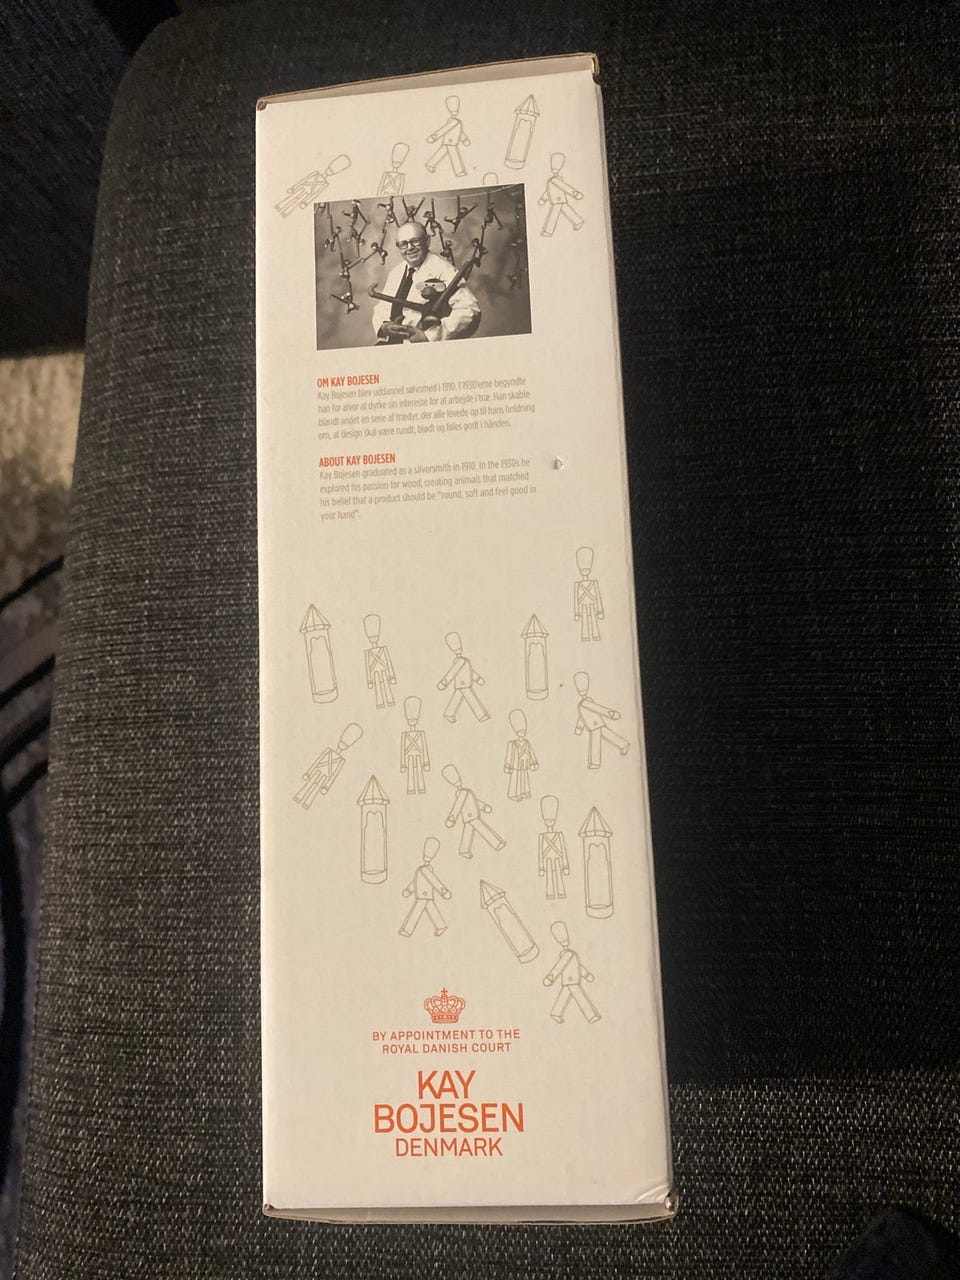 OM KAY BOJESEN
Kay Bojesen blev uddannet sølvsmed i 1910. I 1930'erne begyndte
han for alvor at dyrke sin interesse for at arbejde i træ. Han skabte
blandt andet en serie af trædyr, der alle levede op til hans holdning
om, at design skal være rundt, blødt og føles godt i hånden.
ABOUT KAY BOJESEN
Kay Bojesen graduated as a silversmith in 1910. In the 1930s he
explored his passion for wood, creating animals that matched
his belief that a product should be "round, soft and feel good in
your hand".
BY APPOINTMENT TO THE
ROYAL DANISH COURT
KAY
BOJESEN
DENMARK